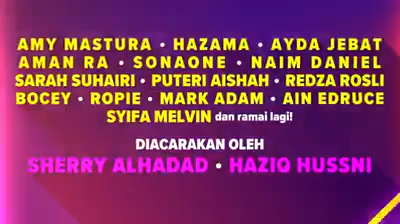 AMY MASTURA • HAZAMA • AYDA JEBAT
AMAN RA • SONAONE • NAIM DANIEL
SARAH SUHAIRI • PUTERI AISHAH • REDZA ROSLI
BOCEY • ROPIE • MARK ADAM • AIN EDRUCE
SYIFA MELVIN dan ramai lagi!
DIACARAKAN OLEH
SHERRY ALHADAD • HAZIQ HUSSNI